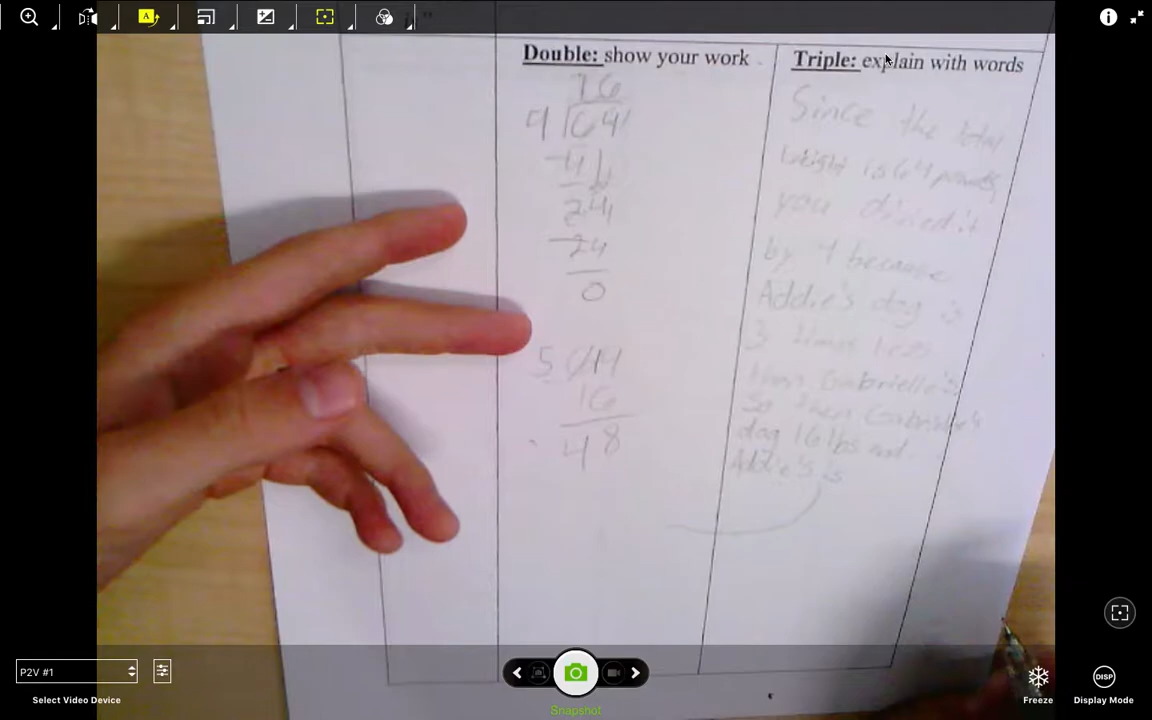 Double: show your work
16
4 64
-4
24
-24
0
64
16
48
Triple: explain with words
Since the total
weight is 64 pounds
you divied it
by 4 because
Addie's dog is
3 times less
than Gabrielle's.
So then Gabrielle's
dog 16 lbs and
Addie's is
P2V #1
Select Video Device
Snapshot
Freeze
DISP
Display Mode